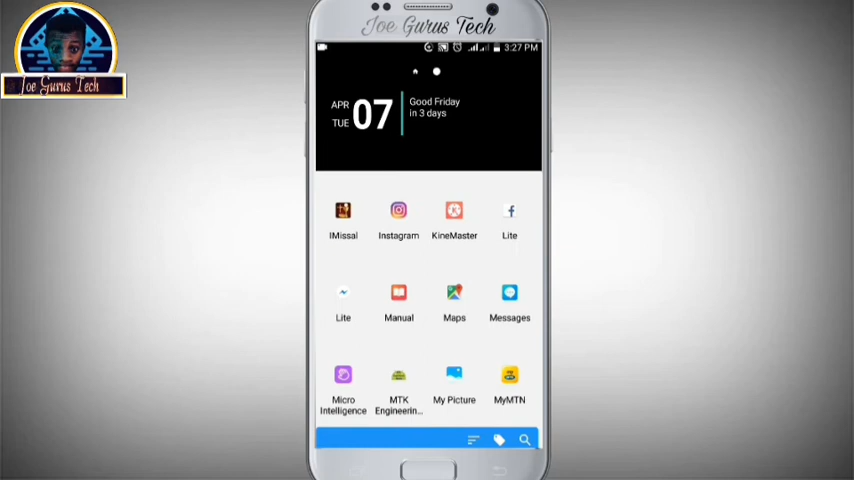 Joe Gurus Tech
Joe Gurus Tech
3:27 PM
APR
TUE
07
Good Friday
in 3 days
IMissal
Instagram
KineMaster
Lite
Lite
Manual
Maps
Messages
Micro
Intelligence
MTK
Engineerin...
My Picture
MyMTN